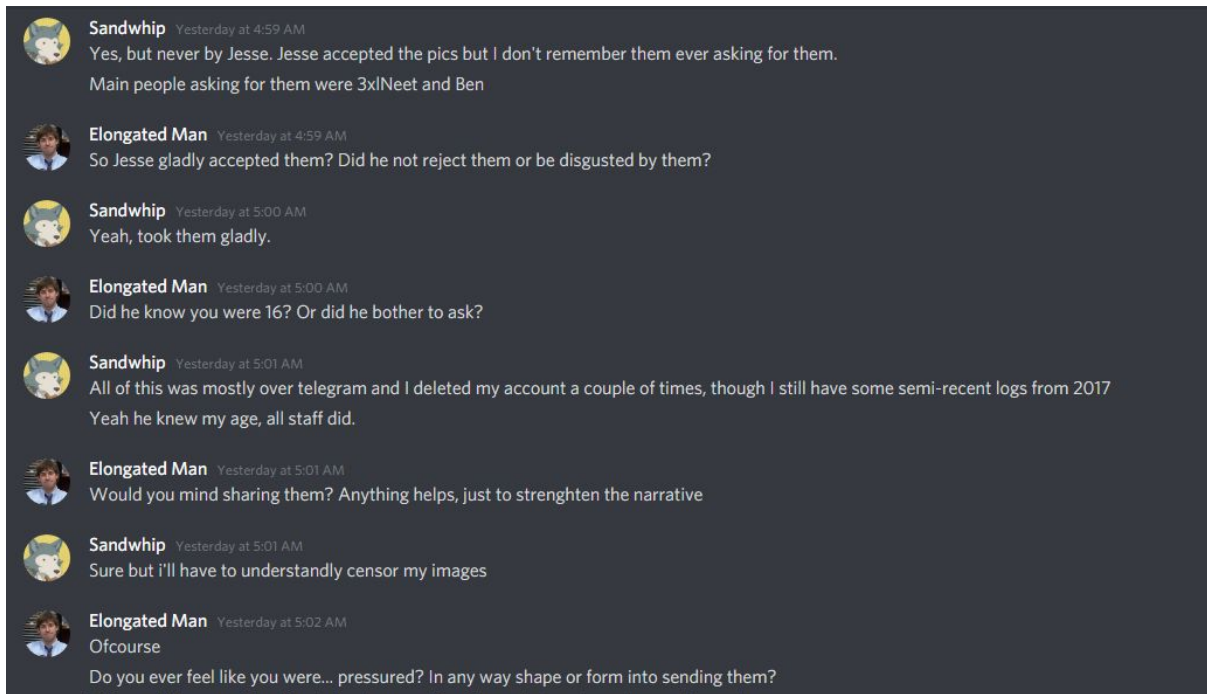 Sandwhip Yesterday at 4:59 AM
Yes, but never by Jesse. Jesse accepted the pics but I don't remember them ever asking for them.
Main people asking for them were 3xlNeet and Ben
Elongated Man Yesterday at 4:59 AM
So Jesse gladly accepted them? Did he not reject them or be disgusted by them?
Sandwhip Yesterday at 5:00 AM
Yeah, took them gladly.
Elongated Man Yesterday at 5:00 AM
Did he know you were 16? Or did he bother to ask?
Sandwhip Yesterday at 5:01 AM
All of this was mostly over telegram and I deleted my account a couple of times, though I still have some semi-recent logs from 2017
Yeah he knew my age, all staff did.
Elongated Man Yesterday at 5:01 AM
Would you mind sharing them? Anything helps, just to strenghten the narrative
Sandwhip Yesterday at 5:01 AM
Sure but i'll have to understandly censor my images
Elongated Man Yesterday at 5:02 AM
Ofcourse
Do you ever feel like you were... pressured? In any way shape or form into sending them?